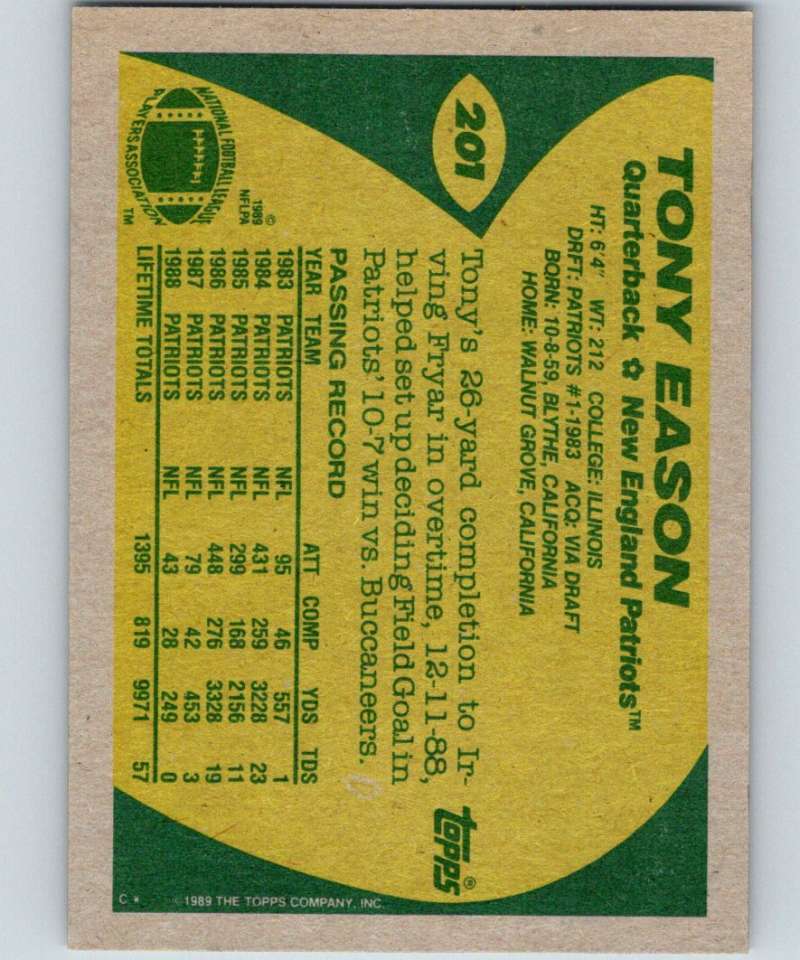 201
TONY EASON
Quarterback ✿ New England Patriots™
HT: 6'4" WT: 212 COLLEGE: ILLINOIS
DRFT: PATRIOTS #1-1983 ACQ: VIA DRAFT
BORN: 10-8-59, BLYTHE, CALIFORNIA
HOME: WALNUT GROVE, CALIFORNIA
Tony's 26-yard completion to Ir-
ving Fryar in overtime, 12-11-88,
helped set up deciding Field Goal in
Patriots' 10-7 win vs. Buccaneers.
topps®
NATIONAL FOOTBALL LEAGUE
PLAYERS ASSOCIATION
TM
©
1989
NFLPA
PASSING RECORD
YEAR TEAM ATT COMP YDS TDS
1983 PATRIOTS NFL 95 46 557 1
1984 PATRIOTS NFL 431 259 3228 23
1985 PATRIOTS NFL 299 168 2156 11
1986 PATRIOTS NFL 448 276 3328 19
1987 PATRIOTS NFL 79 42 453 3
1988 PATRIOTS NFL 43 28 249 0
LIFETIME TOTALS 1395 819 9971 57
C * ©1989 THE TOPPS COMPANY, INC.